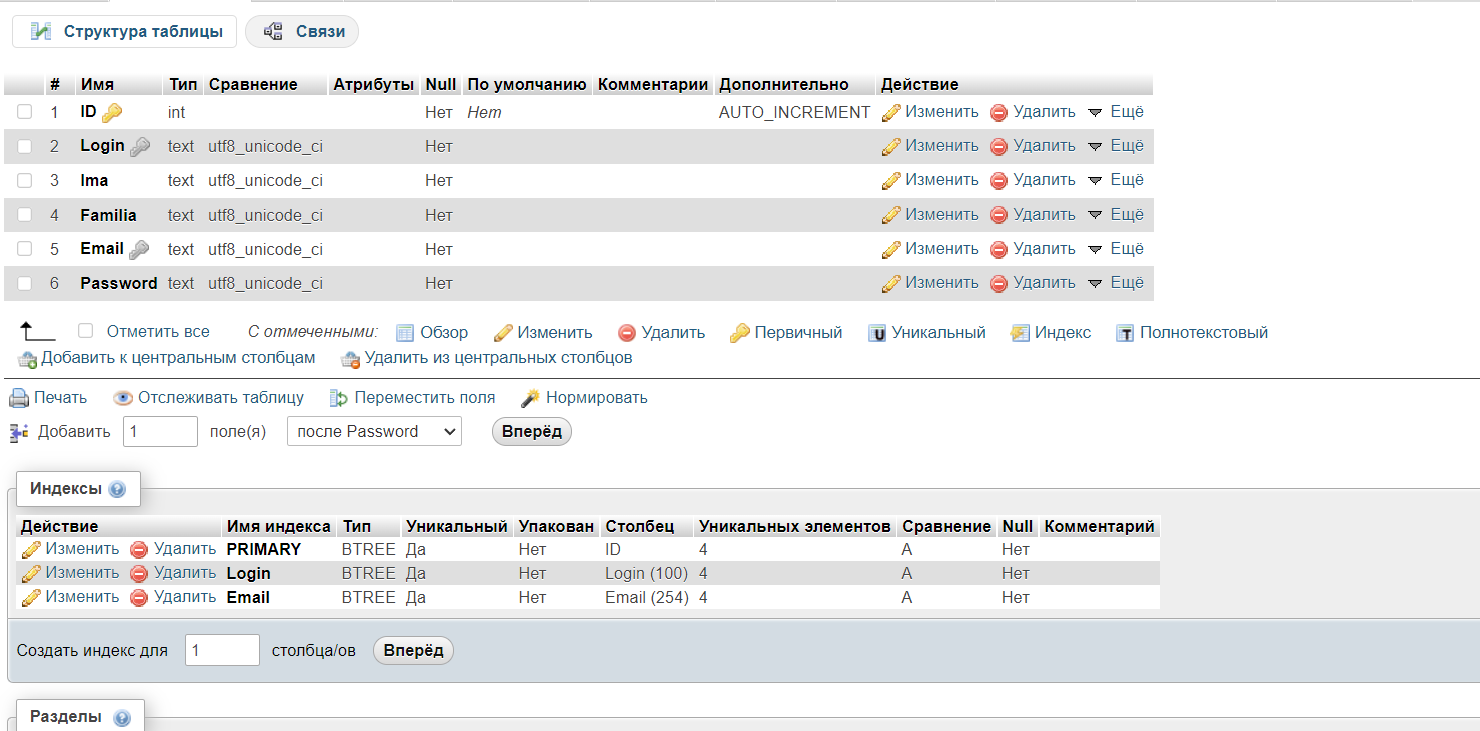 Структура таблицы Связи
# Имя Тип Сравнение Атрибуты Null По умолчанию Комментарии Дополнительно Действие
1 ID int Нет Нет AUTO_INCREMENT Изменить Удалить Ещё
2 Login text utf8_unicode_ci Нет Изменить Удалить Ещё
3 Ima text utf8_unicode_ci Нет Изменить Удалить Ещё
4 Familia text utf8_unicode_ci Нет Изменить Удалить Ещё
5 Email text utf8_unicode_ci Нет Изменить Удалить Ещё
6 Password text utf8_unicode_ci Нет Изменить Удалить Ещё
Отметить все С отмеченными: Обзор Изменить Удалить Первичный U Уникальный Индекс T Полнотекстовый
Добавить к центральным столбцам Удалить из центральных столбцов
Печать Отслеживать таблицу Переместить поля Нормировать
Добавить 1 поле(я) после Password Вперёд
Индексы
Действие Имя индекса Тип Уникальный Упакован Столбец Уникальных элементов Сравнение Null Комментарий
Изменить Удалить PRIMARY BTREE Да Нет ID 4 A Нет
Изменить Удалить Login BTREE Да Нет Login (100) 4 A Нет
Изменить Удалить Email BTREE Да Нет Email (254) 4 A Нет
Создать индекс для 1 столбца/ов Вперёд
Разделы